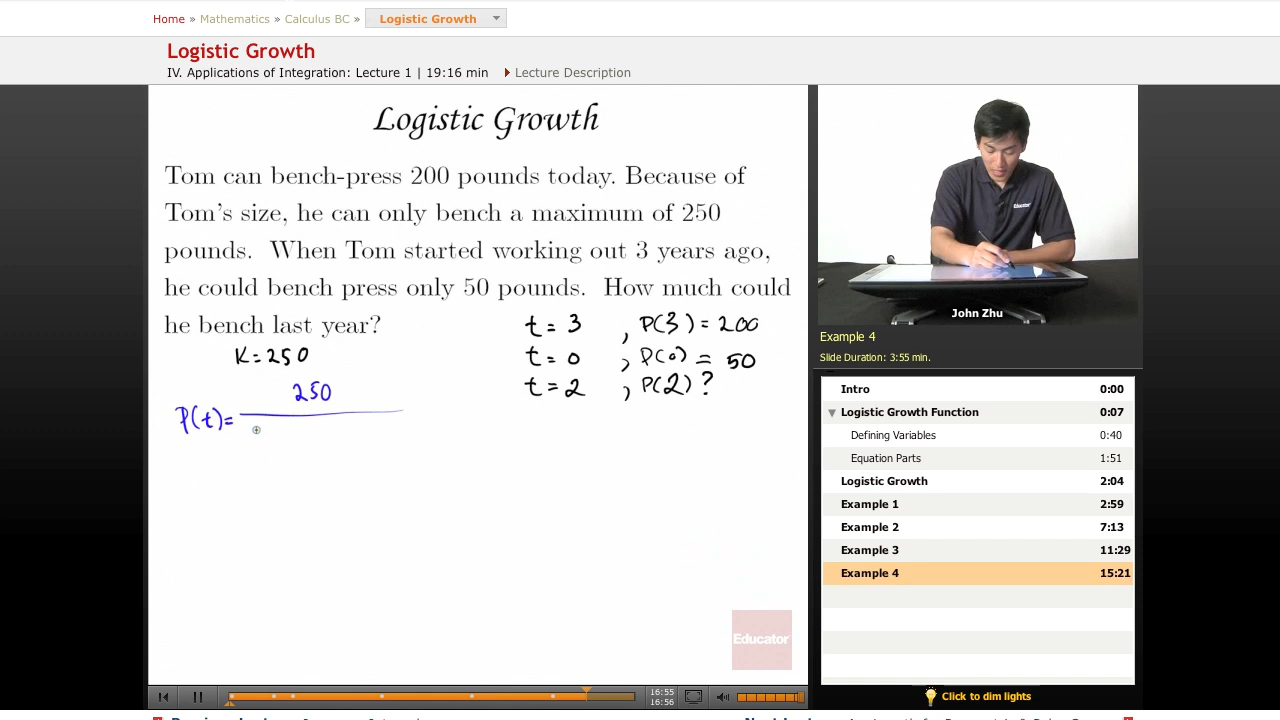 Home » Mathematics » Calculus BC » Logistic Growth
Logistic Growth
IV. Applications of Integration: Lecture 1 | 19:16 min Lecture Description
Logistic Growth
Tom can bench-press 200 pounds today. Because of
Tom's size, he can only bench a maximum of 250
pounds. When Tom started working out 3 years ago,
he could bench press only 50 pounds. How much could
he bench last year?
t = 3 , P(3) = 200
K = 250
t = 0 , P(0) = 50
t = 2 , P(2) ?
250
P(t) =
Educator
16:55
16:56
Educator
John Zhu
Example 4
Slide Duration: 3:55 min.
Intro 0:00
Logistic Growth Function 0:07
Defining Variables 0:40
Equation Parts 1:51
Logistic Growth 2:04
Example 1 2:59
Example 2 7:13
Example 3 11:29
Example 4 15:21
Click to dim lights